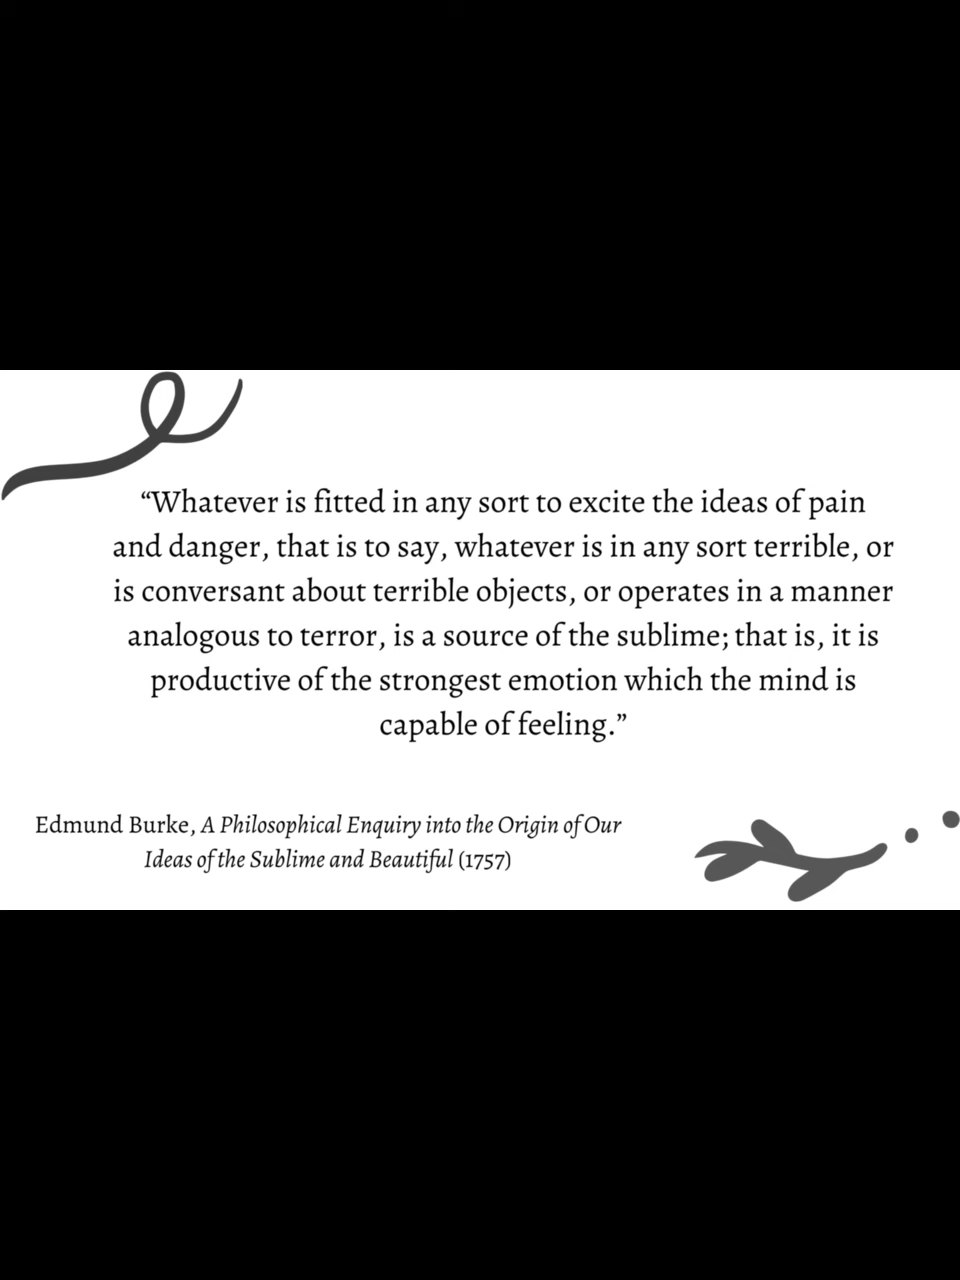 “Whatever is fitted in any sort to excite the ideas of pain
and danger, that is to say, whatever is in any sort terrible, or
is conversant about terrible objects, or operates in a manner
analogous to terror, is a source of the sublime; that is, it is
productive of the strongest emotion which the mind is
capable of feeling.”
Edmund Burke, A Philosophical Enquiry into the Origin of Our
Ideas of the Sublime and Beautiful (1757)